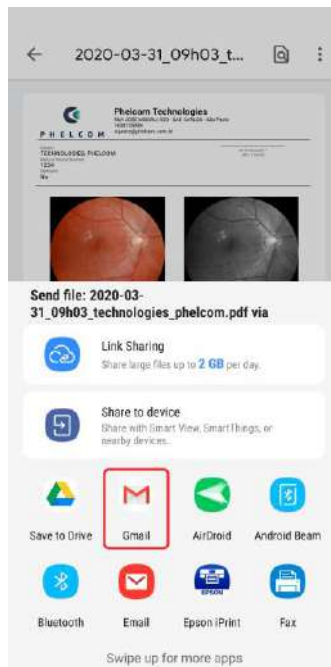 2020-03-31_09h03_t...
PHELCOM
Phelcom Technologies
TECHNOLOGIES, PHELCOM
1234
No
Send file: 2020-03-
31_09h03_technologies_phelcom.pdf via
Link Sharing
Share large files up to 2 GB per day.
Share to device
Share with Smart View, SmartThings, or
nearby devices.
Save to Drive
Gmail
AirDroid
Android Beam
EPSON
Bluetooth
Email
Epson iPrint
Fax
Swipe up for more apps